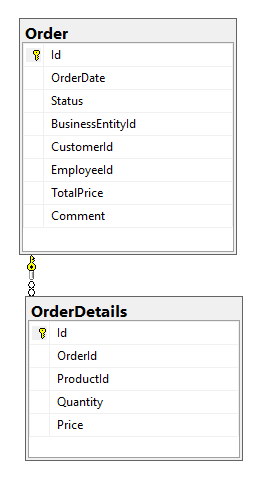 Order
Id
OrderDate
Status
BusinessEntityId
CustomerId
EmployeeId
TotalPrice
Comment
OrderDetails
Id
OrderId
ProductId
Quantity
Price